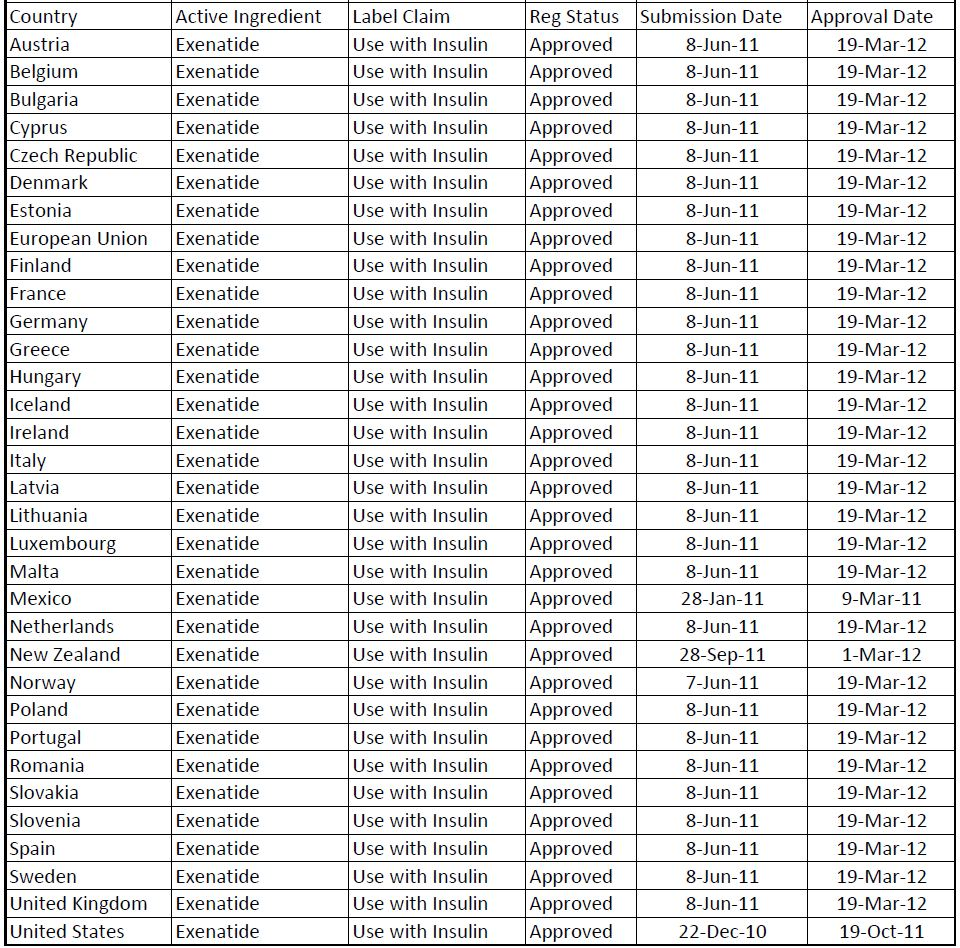 Country Active Ingredient Label Claim Reg Status Submission Date Approval Date
Austria Exenatide Use with Insulin Approved 8-Jun-11 19-Mar-12
Belgium Exenatide Use with Insulin Approved 8-Jun-11 19-Mar-12
Bulgaria Exenatide Use with Insulin Approved 8-Jun-11 19-Mar-12
Cyprus Exenatide Use with Insulin Approved 8-Jun-11 19-Mar-12
Czech Republic Exenatide Use with Insulin Approved 8-Jun-11 19-Mar-12
Denmark Exenatide Use with Insulin Approved 8-Jun-11 19-Mar-12
Estonia Exenatide Use with Insulin Approved 8-Jun-11 19-Mar-12
European Union Exenatide Use with Insulin Approved 8-Jun-11 19-Mar-12
Finland Exenatide Use with Insulin Approved 8-Jun-11 19-Mar-12
France Exenatide Use with Insulin Approved 8-Jun-11 19-Mar-12
Germany Exenatide Use with Insulin Approved 8-Jun-11 19-Mar-12
Greece Exenatide Use with Insulin Approved 8-Jun-11 19-Mar-12
Hungary Exenatide Use with Insulin Approved 8-Jun-11 19-Mar-12
Iceland Exenatide Use with Insulin Approved 8-Jun-11 19-Mar-12
Ireland Exenatide Use with Insulin Approved 8-Jun-11 19-Mar-12
Italy Exenatide Use with Insulin Approved 8-Jun-11 19-Mar-12
Latvia Exenatide Use with Insulin Approved 8-Jun-11 19-Mar-12
Lithuania Exenatide Use with Insulin Approved 8-Jun-11 19-Mar-12
Luxembourg Exenatide Use with Insulin Approved 8-Jun-11 19-Mar-12
Malta Exenatide Use with Insulin Approved 8-Jun-11 19-Mar-12
Mexico Exenatide Use with Insulin Approved 28-Jan-11 9-Mar-11
Netherlands Exenatide Use with Insulin Approved 8-Jun-11 19-Mar-12
New Zealand Exenatide Use with Insulin Approved 28-Sep-11 1-Mar-12
Norway Exenatide Use with Insulin Approved 7-Jun-11 19-Mar-12
Poland Exenatide Use with Insulin Approved 8-Jun-11 19-Mar-12
Portugal Exenatide Use with Insulin Approved 8-Jun-11 19-Mar-12
Romania Exenatide Use with Insulin Approved 8-Jun-11 19-Mar-12
Slovakia Exenatide Use with Insulin Approved 8-Jun-11 19-Mar-12
Slovenia Exenatide Use with Insulin Approved 8-Jun-11 19-Mar-12
Spain Exenatide Use with Insulin Approved 8-Jun-11 19-Mar-12
Sweden Exenatide Use with Insulin Approved 8-Jun-11 19-Mar-12
United Kingdom Exenatide Use with Insulin Approved 8-Jun-11 19-Mar-12
United States Exenatide Use with Insulin Approved 22-Dec-10 19-Oct-11